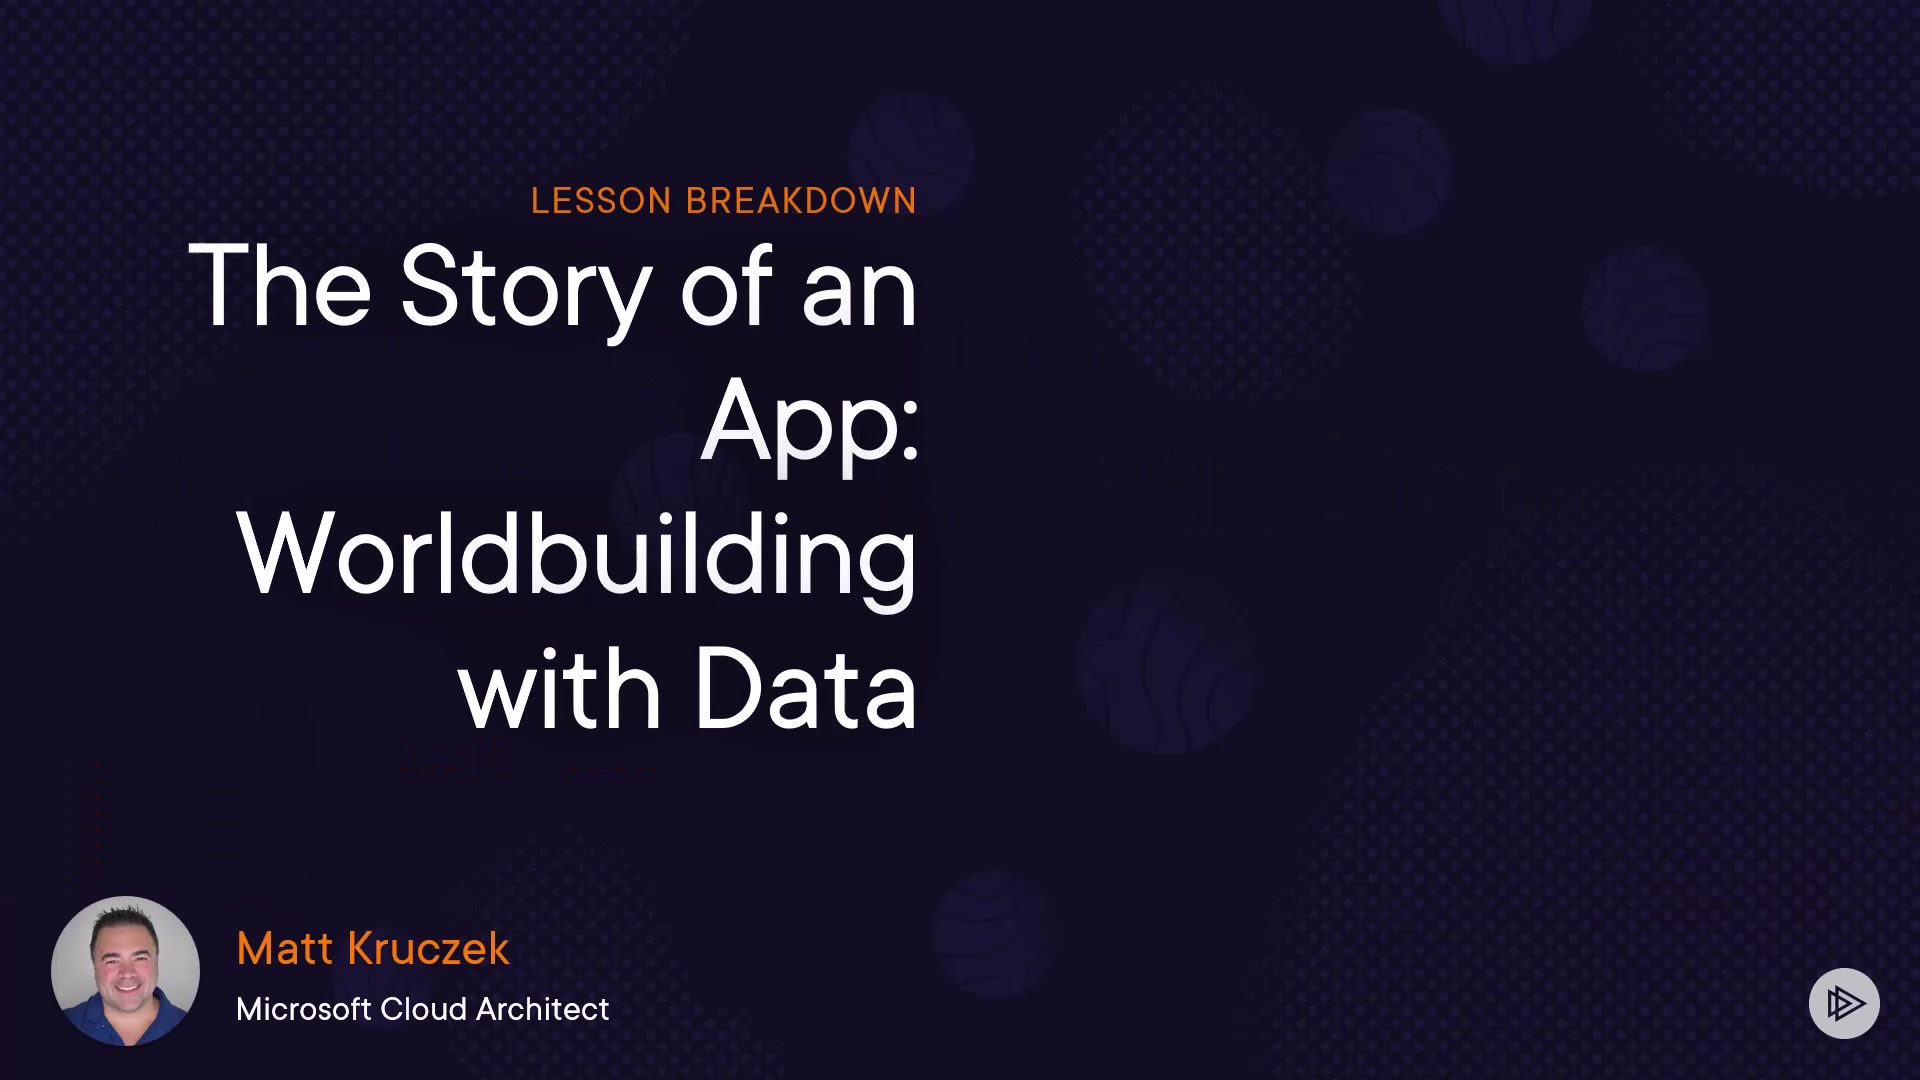 LESSON BREAKDOWN
The Story of an
App:
Worldbuilding
with Data
Matt Kruczek
Microsoft Cloud Architect